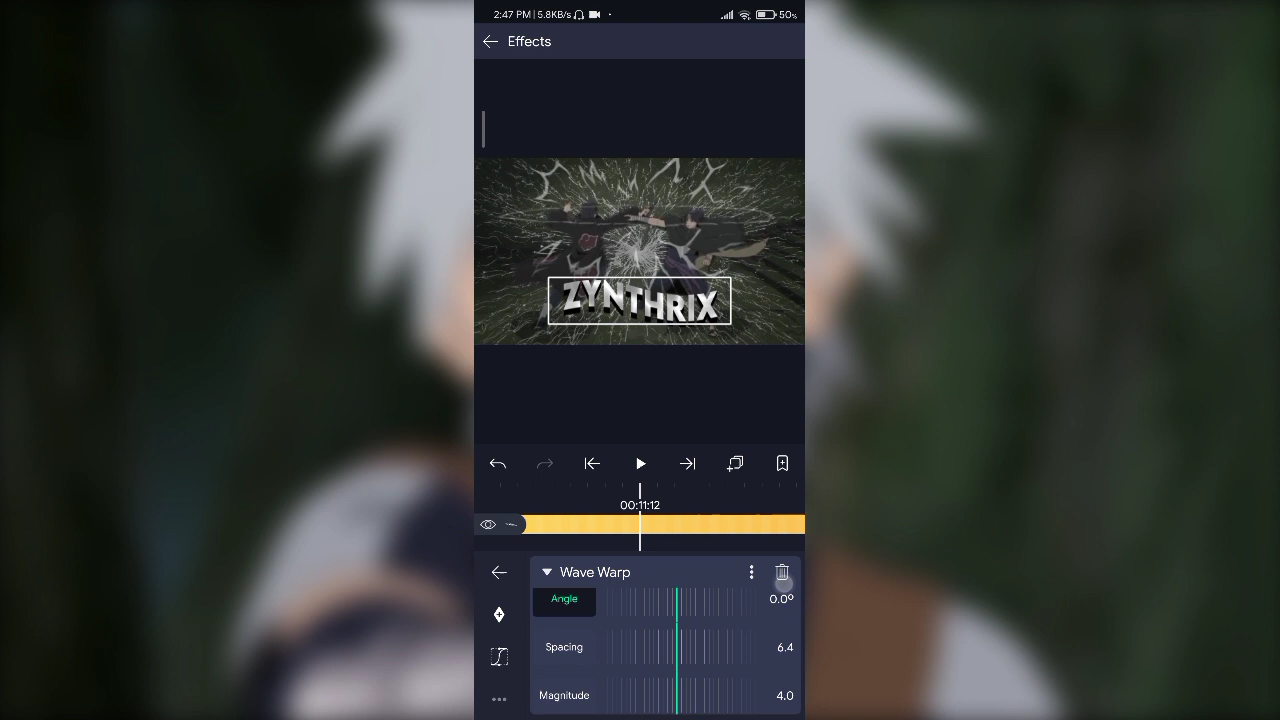 2:47 PM | 5.8KB/s 50%
Effects
ZYNTHRIX
00:11:12
Wave Warp
Angle 0.0º
Spacing 6.4
Magnitude 4.0